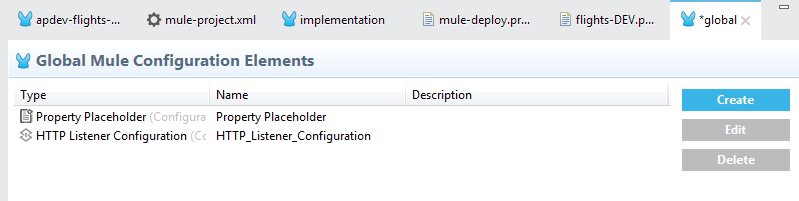 apdev-flights-... mule-project.xml implementation mule-deploy.pr... flights-DEV.p... *global
Global Mule Configuration Elements
Type Name Description
Property Placeholder (Configura Property Placeholder
HTTP Listener Configuration (Cc HTTP_Listener_Configuration
Create
Edit
Delete